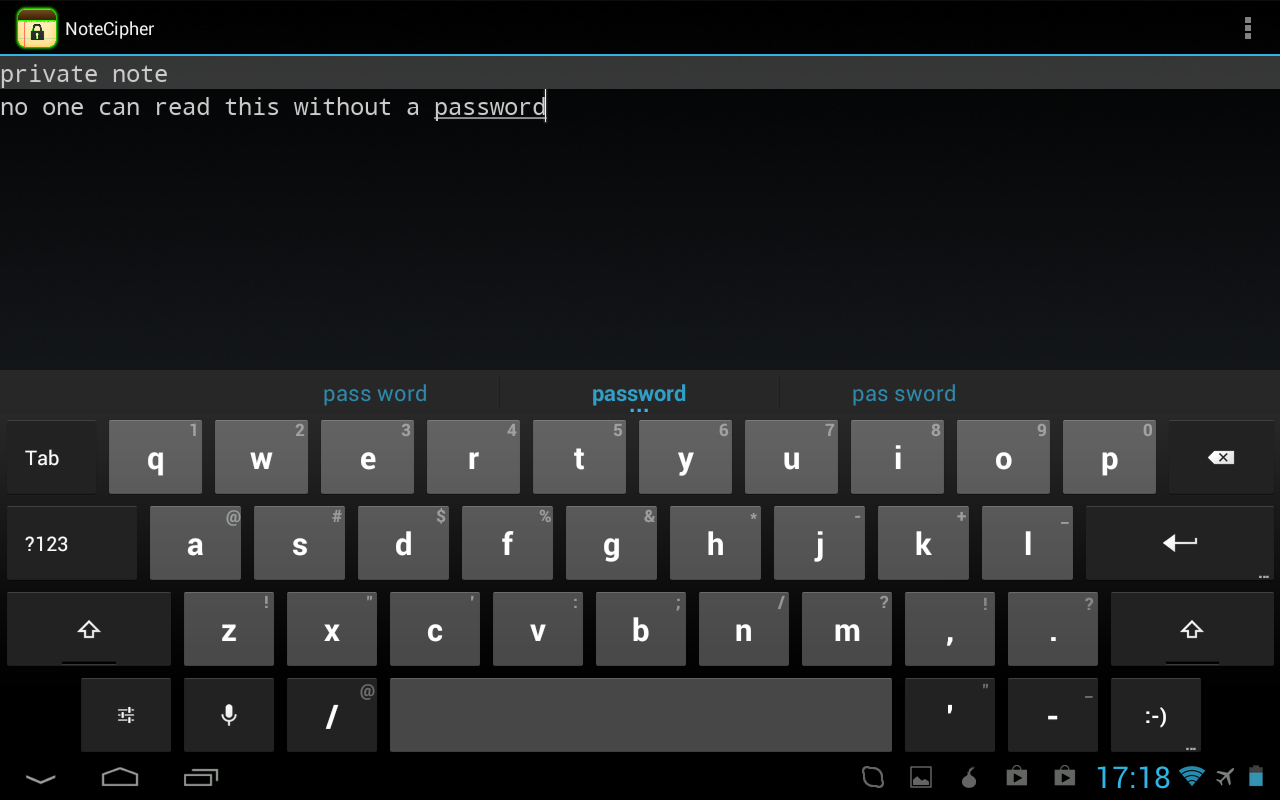 NoteCipher
private note
no one can read this without a password
pass word password pas sword
Tab q 1 w 2 e 3 r 4 t 5 y 6 u 7 i 8 o 9 p 0
?123 a @ s # d $ f % g & h * j - k + l _
z ! x " c ' v : b ; n / m ? , ! . ?
/ @ ' " - _ :-)
17:18